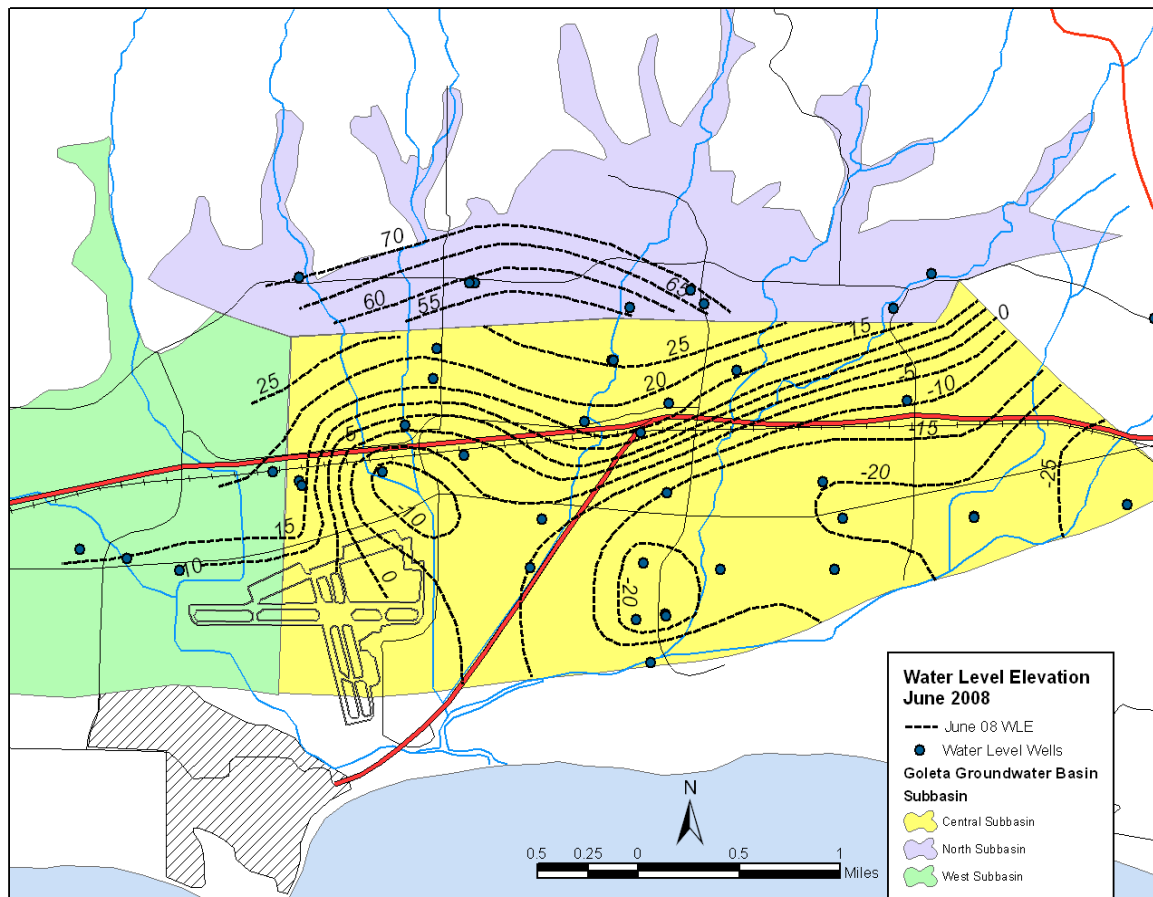 70
60
55
65
25
25
20
15
0
-5
-10
-15
5
-20
-25
-10
15
10
0
-20
N
0.5 0.25 0 0.5 1
Miles
Water Level Elevation
June 2008
June 08 WLE
Water Level Wells
Goleta Groundwater Basin
Subbasin
Central Subbasin
North Subbasin
West Subbasin